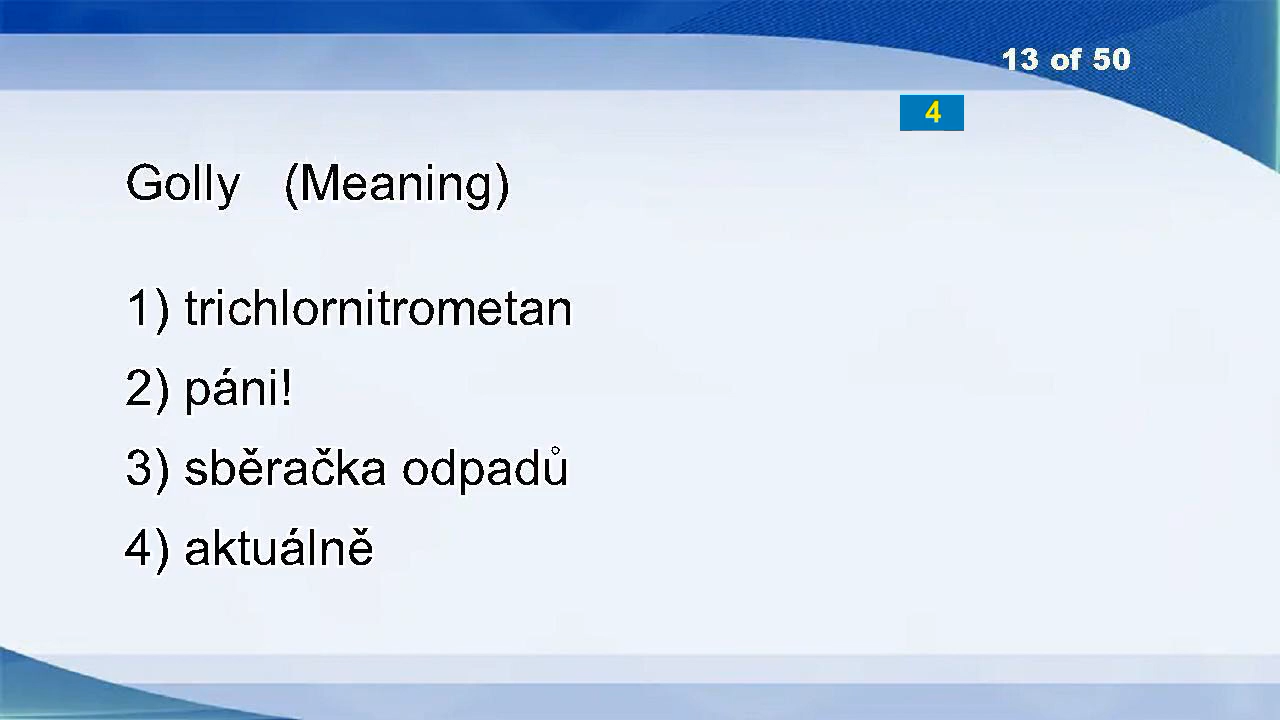 13 of 50
4
Golly (Meaning)
1) trichlornitrometan
2) páni!
3) sběračka odpadů
4) aktuálně